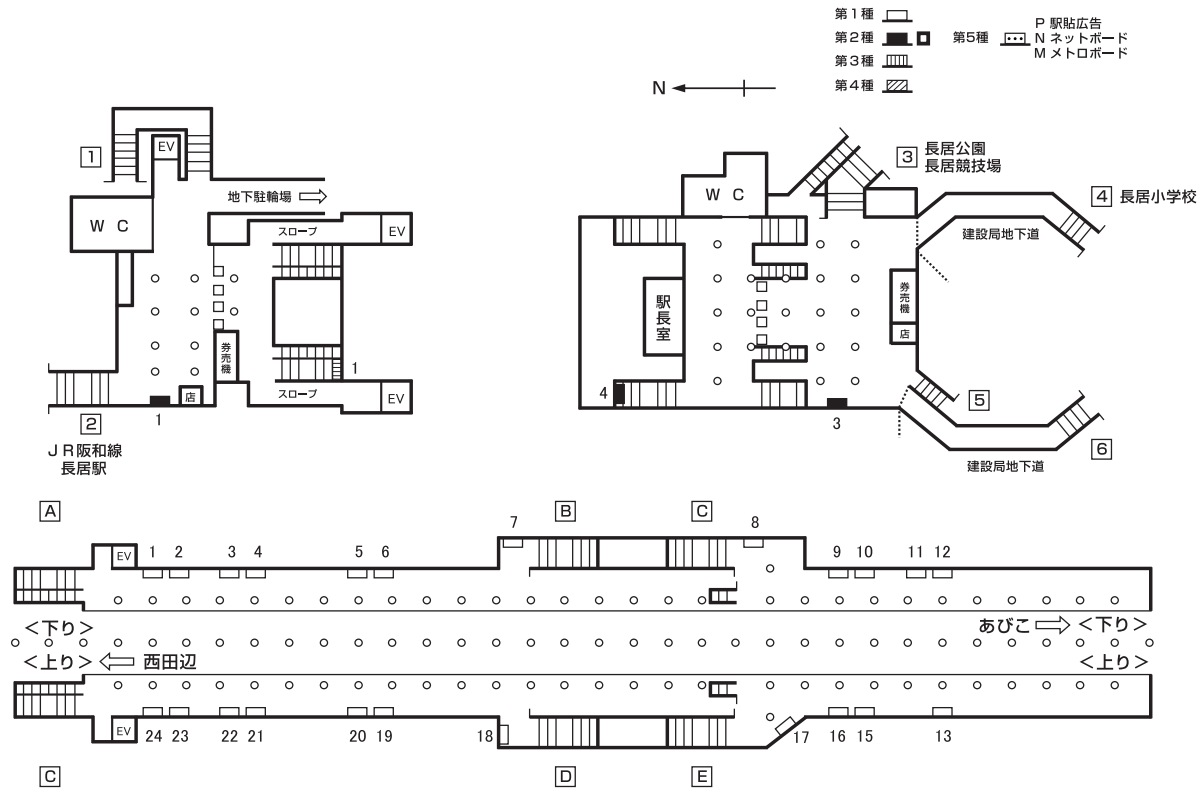 第1種
第2種
第3種
第4種
第5種
P 駅貼広告
N ネットボード
M メトロボード
N
1
EV
地下駐輪場
W C
スロープ
EV
券売機
店
1
1
スロープ
EV
2
JR阪和線
長居駅
3
長居公園
長居競技場
4 長居小学校
W C
建設局地下道
駅長室
券売機
店
4
3
5
6
建設局地下道
A
B
C
7
8
EV
1 2 3 4 5 6
9 10 11 12
<下り>
あびこ
<下り>
<上り>
西田辺
<上り>
EV
24 23 22 21 20 19
18
17
16 15 13
C
D
E